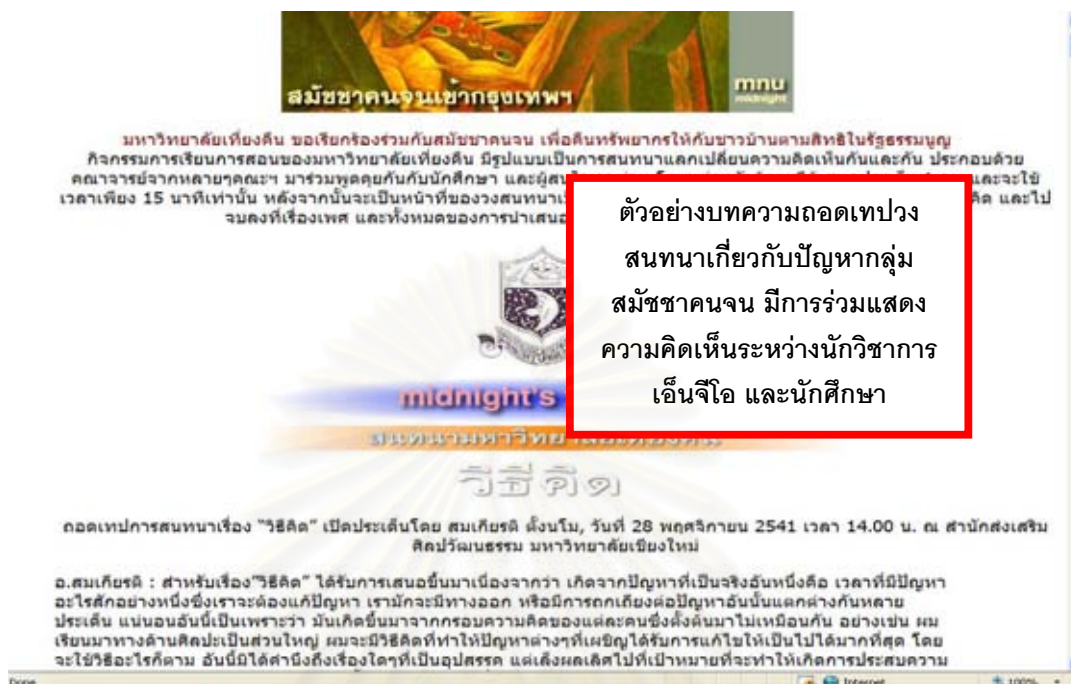 สมัชชาคนจนเข้ากรุงเทพฯ
mnu
midnight
มหาวิทยาลัยเที่ยงคืน ขอเรียกร้องร่วมกับสมัชชาคนจน เพื่อคืนทรัพยากรให้กับชาวบ้านตามสิทธิในรัฐธรรมนูญ
กิจกรรมการเรียนการสอนของมหาวิทยาลัยเที่ยงคืน มีรูปแบบเป็นการสนทนาแลกเปลี่ยนความคิดเห็นกันและกัน ประกอบด้วย
คณาจารย์จากหลายๆคณะฯ มาร่วมพูดคุยกันกับนักศึกษา และผู้สน และจะใช้
เวลาเพียง 15 นาทีเท่านั้น หลังจากนั้นจะเป็นหน้าที่ของวงสนทนาเ คิด และไป
จบลงที่เรื่องเพศ และทั้งหมดของการนำเสนอ
ตัวอย่างบทความถอดเทปวง
สนทนาเกี่ยวกับปัญหากลุ่ม
สมัชชาคนจน มีการร่วมแสดง
ความคิดเห็นระหว่างนักวิชาการ
เอ็นจีโอ และนักศึกษา
midnight's
สนทนามหาวิทยาลัยเที่ยงคืน
วิธีคิด
ถอดเทปการสนทนาเรื่อง "วิธีคิด" เปิดประเด็นโดย สมเกียรติ ตั้งนโม, วันที่ 28 พฤศจิกายน 2541 เวลา 14.00 น. ณ สำนักส่งเสริม
ศิลปวัฒนธรรม มหาวิทยาลัยเชียงใหม่
อ.สมเกียรติ : สำหรับเรื่อง"วิธีคิด" ได้รับการเสนอขึ้นมาเนื่องจากว่า เกิดจากปัญหาที่เป็นจริงอันหนึ่งคือ เวลาที่มีปัญหา
อะไรสักอย่างหนึ่งซึ่งเราจะต้องแก้ปัญหา เรามักจะมีทางออก หรือมีการถกเถียงต่อปัญหาอันนั้นแตกต่างกันหลาย
ประเด็น แน่นอนอันนี้เป็นเพราะว่า มันเกิดขึ้นมาจากกรอบความคิดของแต่ละคนซึ่งตั้งต้นมาไม่เหมือนกัน อย่างเช่น ผม
เรียนมาทางด้านศิลปะเป็นส่วนใหญ่ ผมจะมีวิธีคิดที่ทำให้ปัญหาต่างๆที่เผชิญได้รับการแก้ไขให้เป็นไปได้มากที่สุด โดย
จะใช้วิธีอะไรก็ตาม อันนี้มิได้คำนึงถึงเรื่องใดๆที่เป็นอุปสรรค แต่เล็งผลเลิศไปที่เป้าหมายที่จะทำให้เกิดการประสบความ
Done
Internet
100%